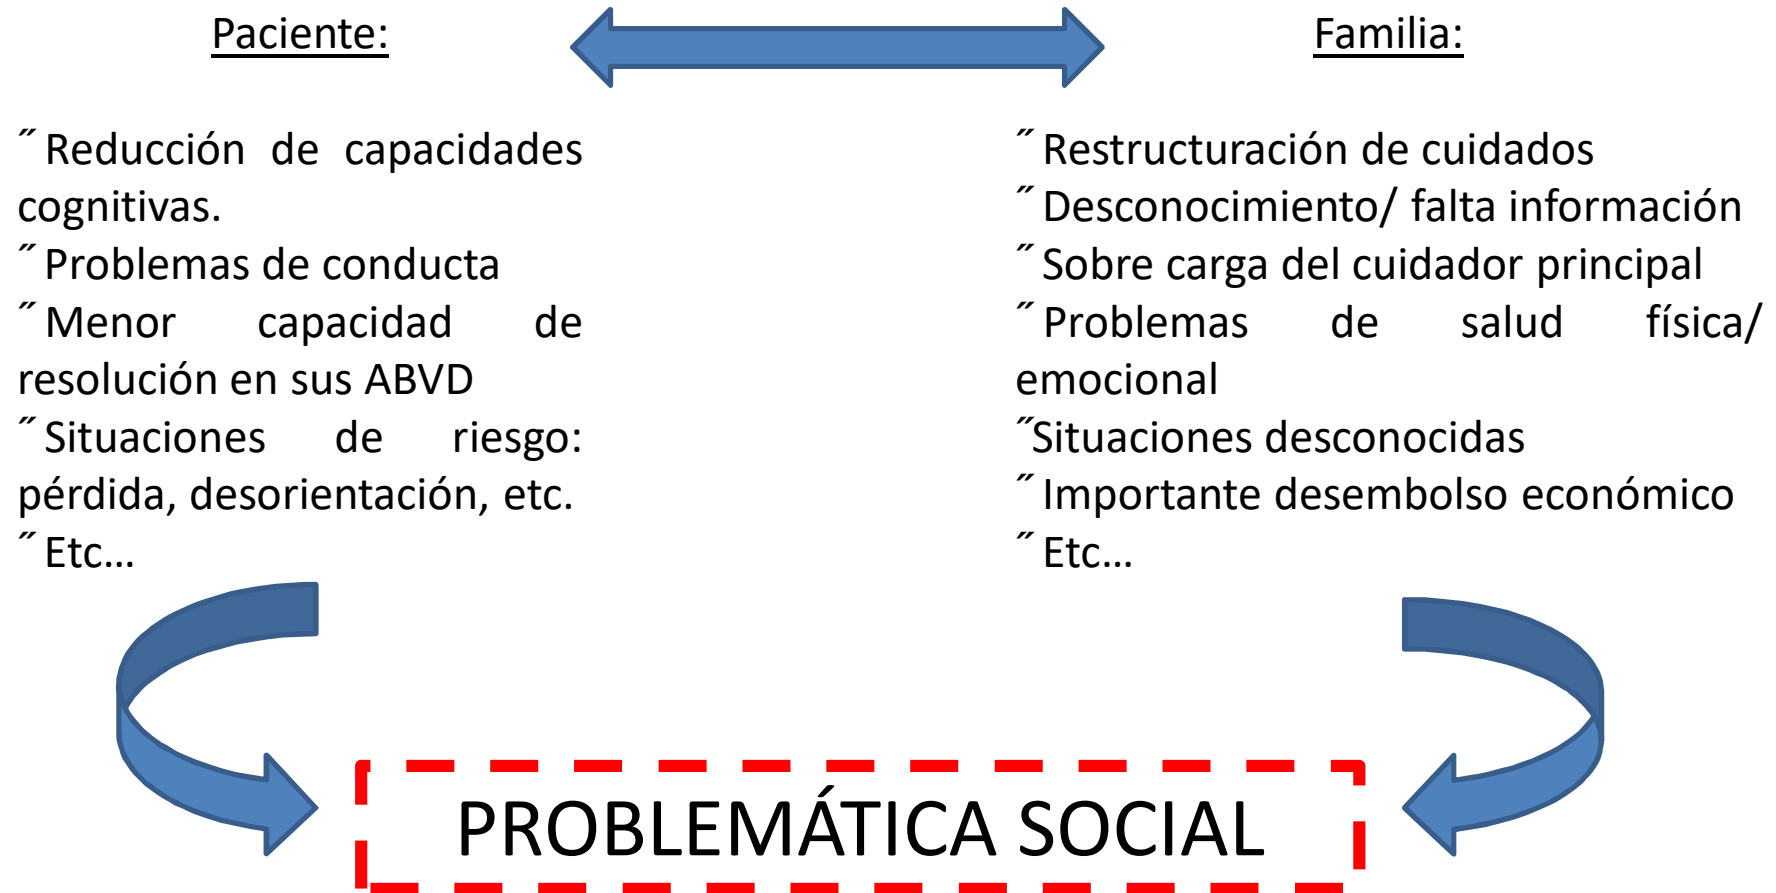 Paciente:
˝ Reducción de capacidades
cognitivas.
˝ Problemas de conducta
˝ Menor capacidad de
resolución en sus ABVD
˝ Situaciones de riesgo:
pérdida, desorientación, etc.
˝ Etc…
Familia:
˝ Restructuración de cuidados
˝ Desconocimiento/ falta información
˝ Sobre carga del cuidador principal
˝ Problemas de salud física/
emocional
˝Situaciones desconocidas
˝ Importante desembolso económico
˝ Etc…
PROBLEMÁTICA SOCIAL